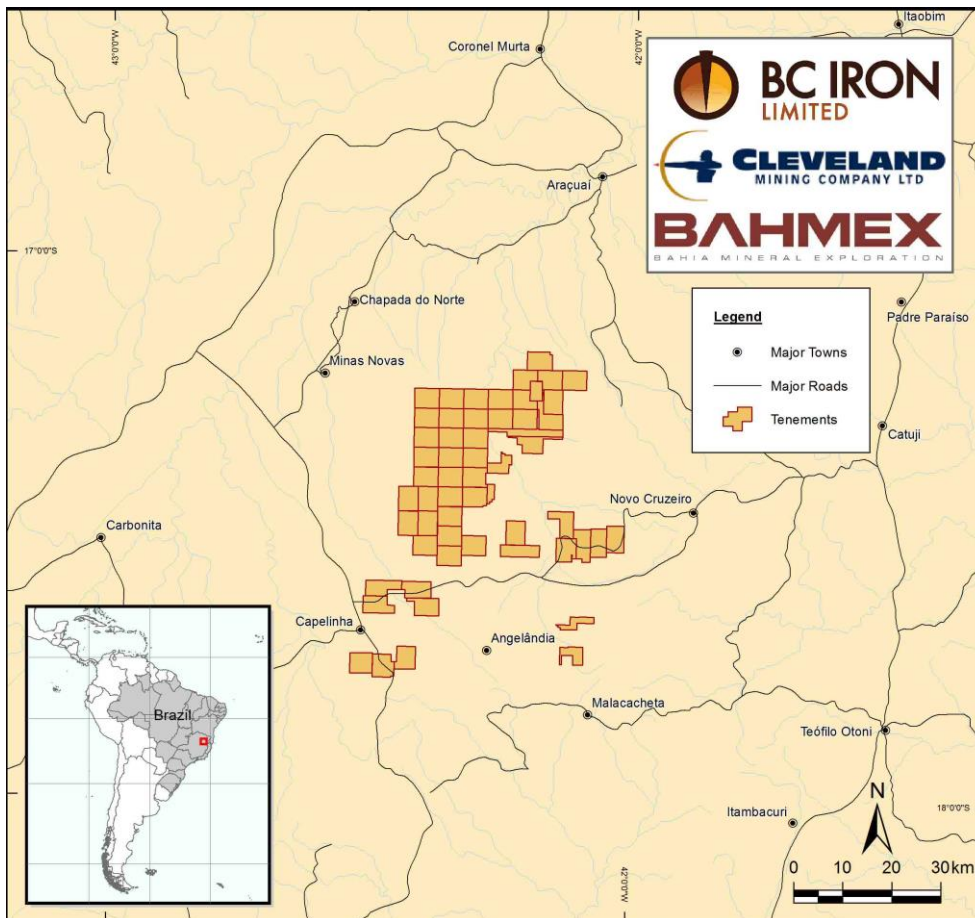 Itaobim
43°0'0"W
42°0'0"W
Coronel Murta
BC IRON
LIMITED
CLEVELAND
MINING COMPANY LTD
BAHMEX
BAHIA MINERAL EXPLORATION
Araçuaí
17°0'0"S
Chapada do Norte
Padre Paraíso
Legend
Major Towns
Major Roads
Tenements
Minas Novas
Catuji
Novo Cruzeiro
Carbonita
Capelinha
Angelândia
Malacacheta
Teófilo Otoni
Brazil
Itambacuri
N
18°0'0"S
0 10 20 30 km
42°0'0"W